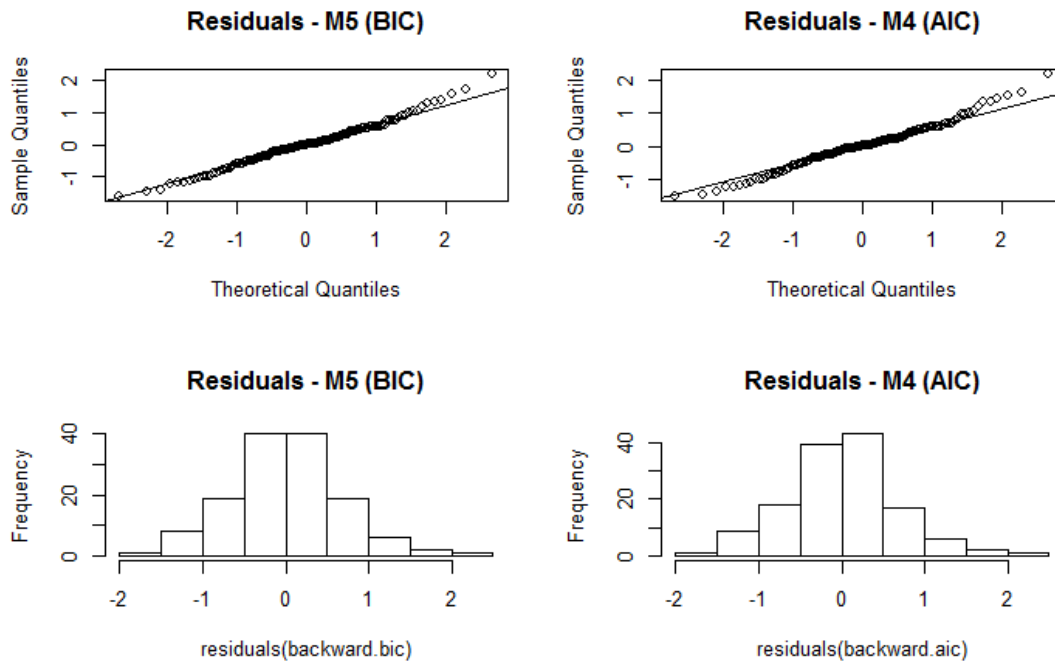 Residuals - M5 (BIC)
Sample Quantiles
2
1
0
-1
-2 -1 0 1 2
Theoretical Quantiles
Residuals - M4 (AIC)
Sample Quantiles
2
1
0
-1
-2 -1 0 1 2
Theoretical Quantiles
Residuals - M5 (BIC)
Frequency
40
20
0
-2 -1 0 1 2
residuals(backward.bic)
Residuals - M4 (AIC)
Frequency
40
20
0
-2 -1 0 1 2
residuals(backward.aic)